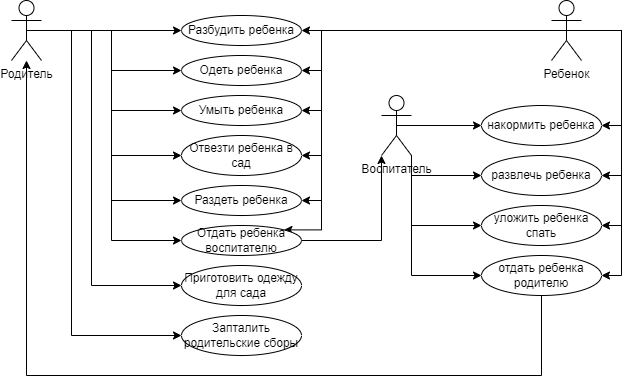 Родитель
Разбудить ребенка
Одеть ребенка
Умыть ребенка
Отвезти ребенка в
сад
Раздеть ребенка
Отдать ребенка
воспитателю
Приготовить одежду
для сада
Запталить
родительские сборы
Воспитатель
Ребенок
накормить ребенка
развлечь ребенка
уложить ребенка
спать
отдать ребенка
родителю